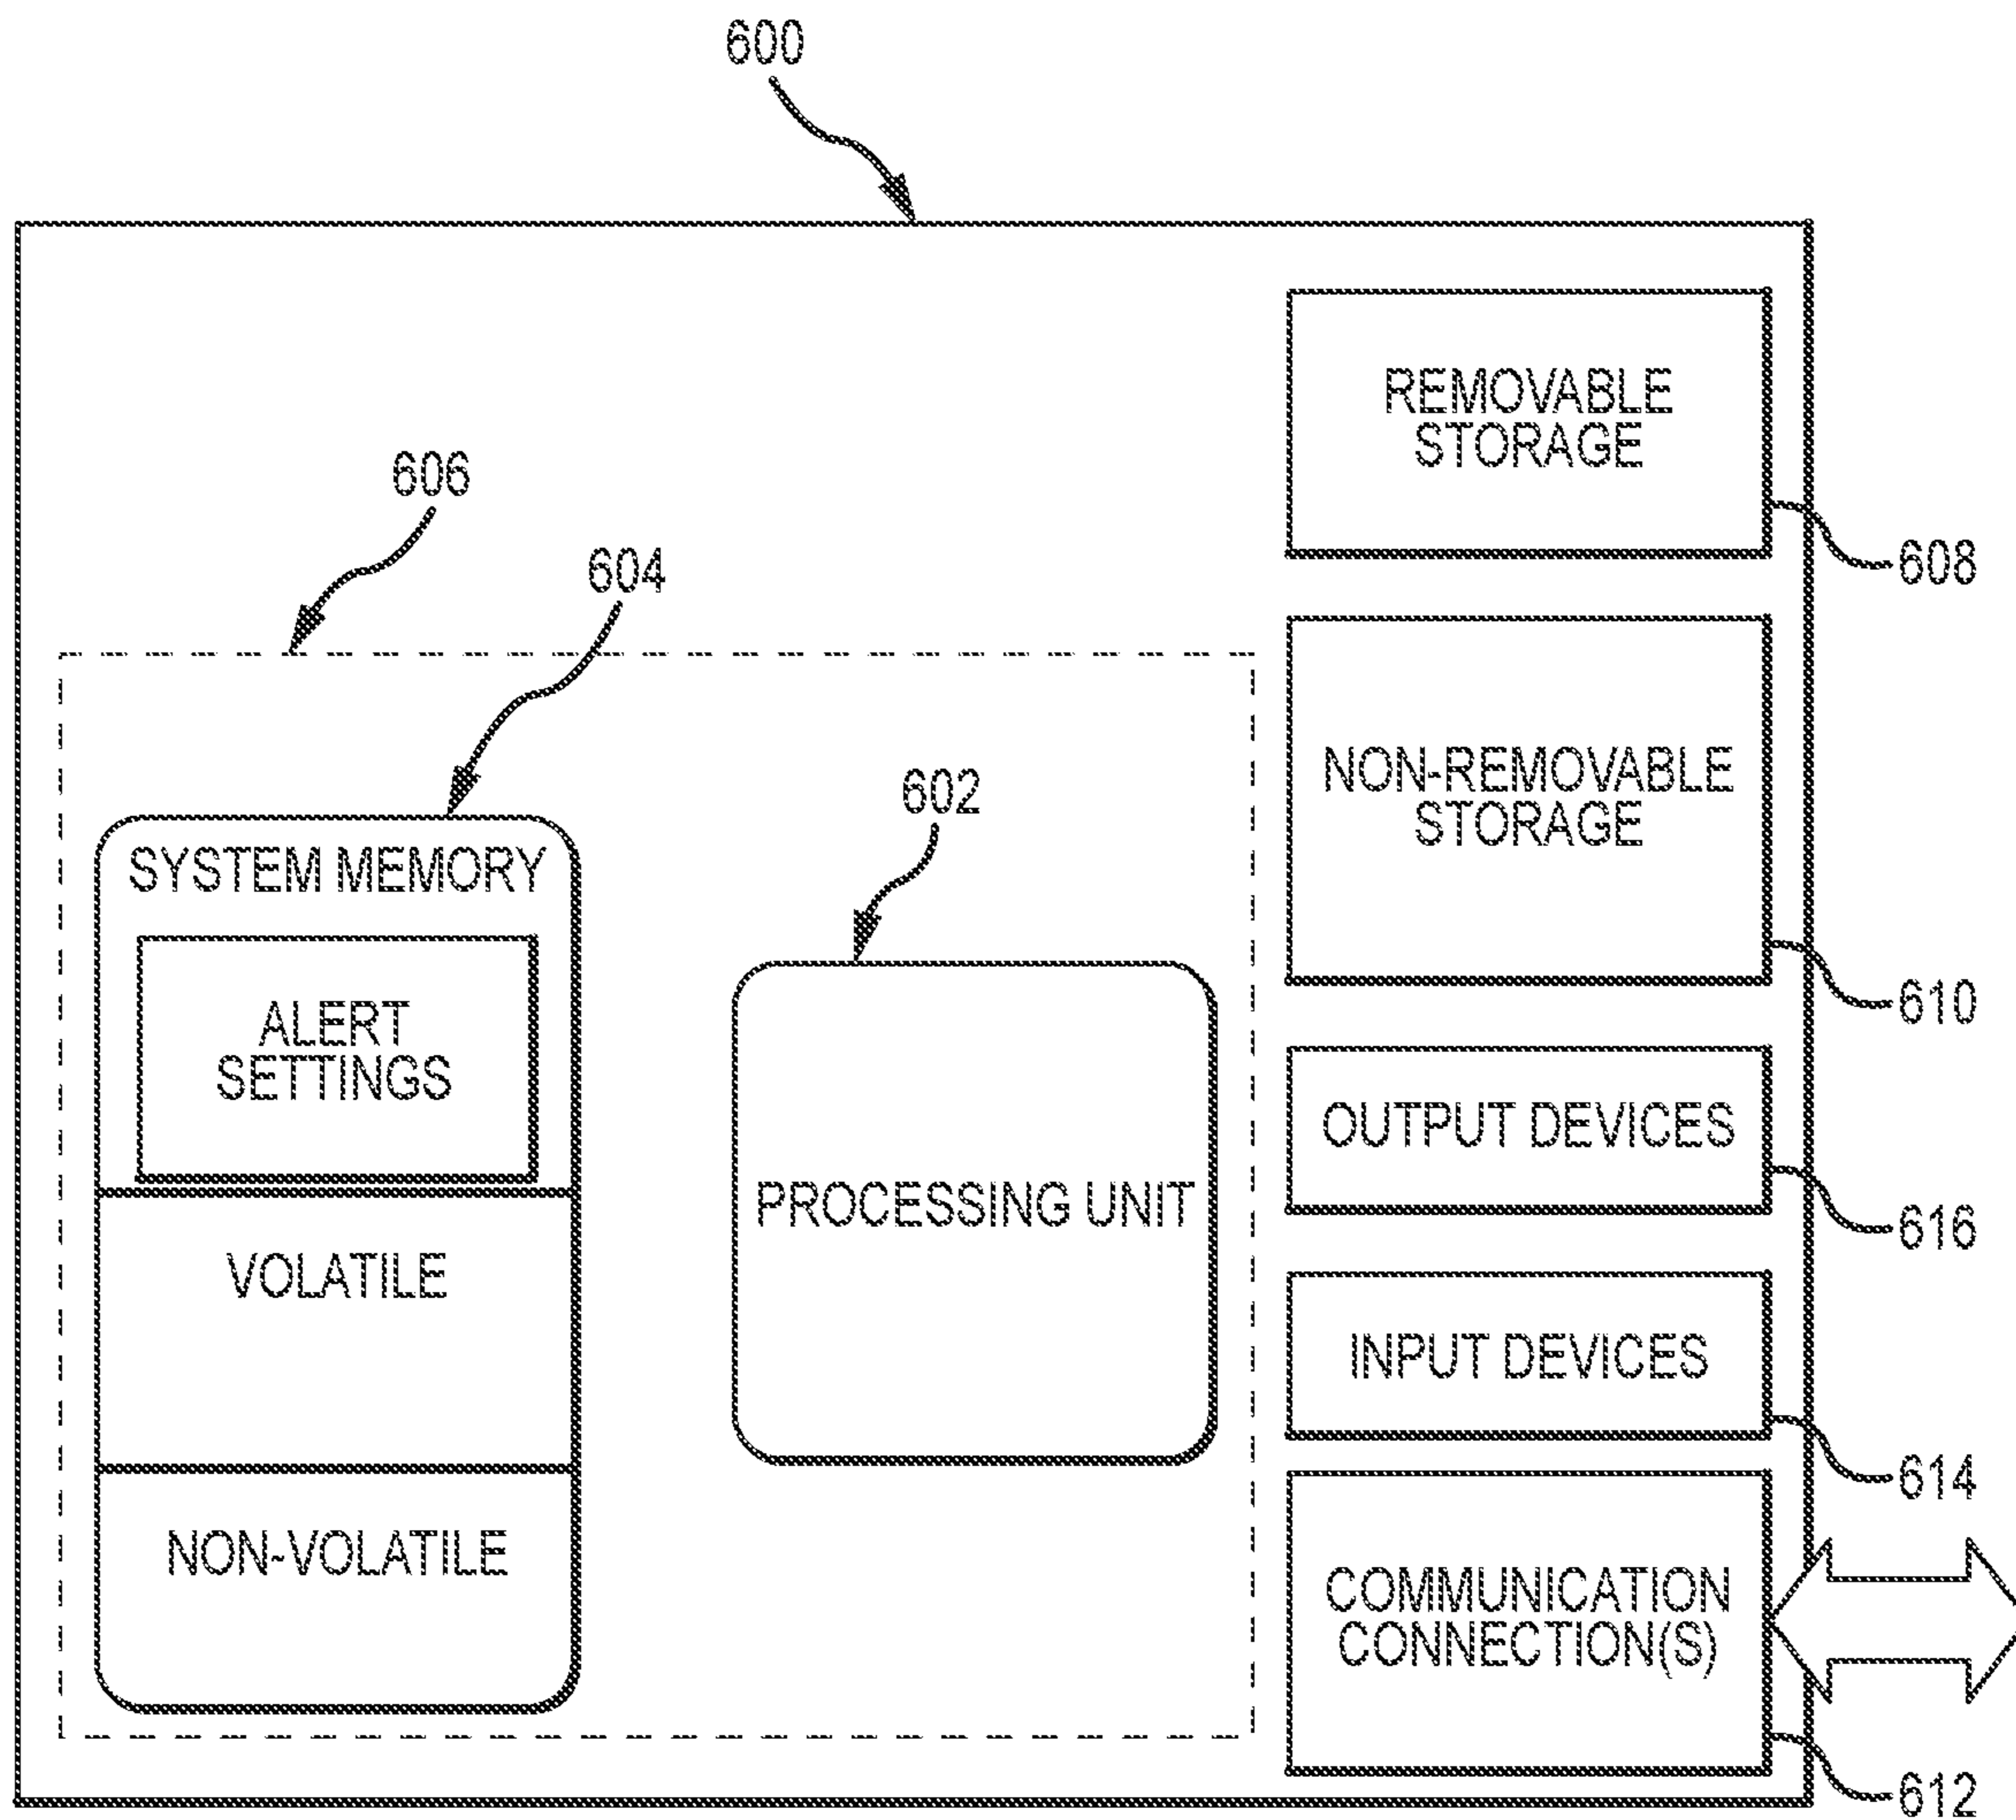 600
REMOVABLE
STORAGE
606
604
608
NON-REMOVABLE
STORAGE
602
SYSTEM MEMORY
610
ALERT
SETTINGS
OUTPUT DEVICES
PROCESSING UNIT
616
VOLATILE
INPUT DEVICES
614
NON-VOLATILE
COMMUNICATION
CONNECTION(S)
612